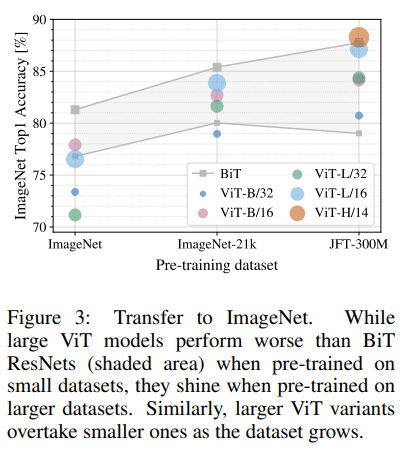 90
85
80
75
70
ImageNet Top1 Accuracy [%]
BiT
ViT-B/32
ViT-B/16
ViT-L/32
ViT-L/16
ViT-H/14
ImageNet
ImageNet-21k
JFT-300M
Pre-training dataset
Figure 3: Transfer to ImageNet. While
large ViT models perform worse than BiT
ResNets (shaded area) when pre-trained on
small datasets, they shine when pre-trained on
larger datasets. Similarly, larger ViT variants
overtake smaller ones as the dataset grows.